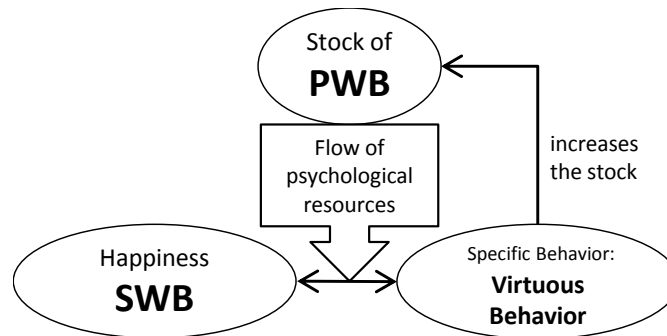 Stock of
PWB
Flow of
psychological
resources
increases
the stock
Happiness
SWB
Specific Behavior:
Virtuous
Behavior